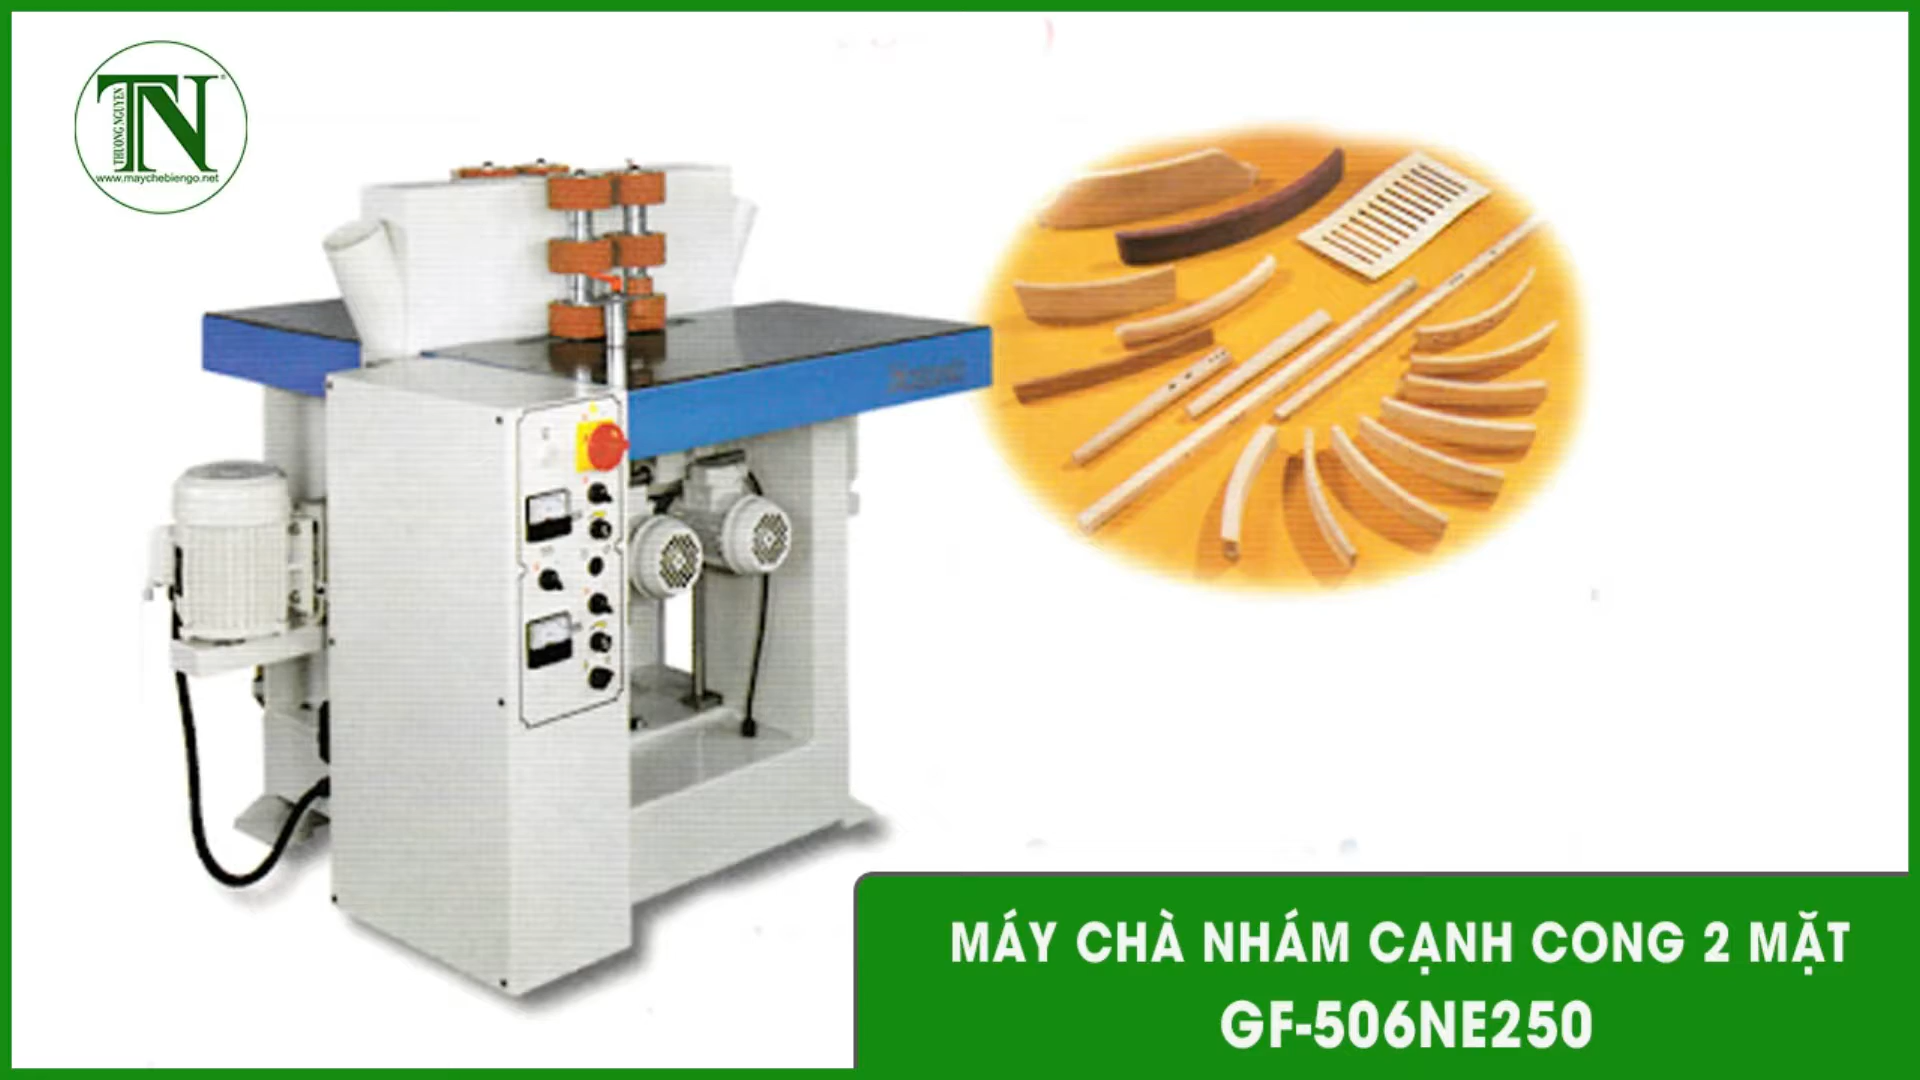 TN
®
THUONG NGUYEN
www.maychebiengo.net
MÁY CHÀ NHÁM CẠNH CONG 2 MẶT
GF-506NE250